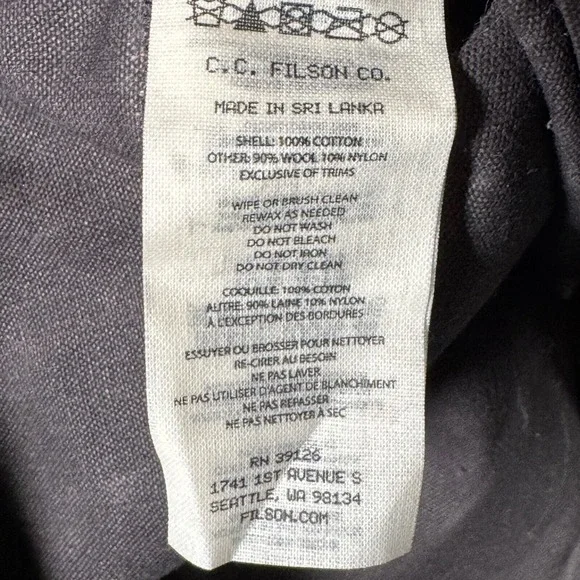 C.C. FILSON CO.
MADE IN SRI LANKA
SHELL: 100% COTTON
OTHER: 90% WOOL 10% NYLON
EXCLUSIVE OF TRIMS
WIPE OR BRUSH CLEAN
REWAX AS NEEDED
DO NOT WASH
DO NOT BLEACH
DO NOT IRON
DO NOT DRY CLEAN
COQUILLE: 100% COTON
AUTRE: 90% LAINE 10% NYLON
À L'EXCEPTION DES BORDURES
ESSUYER OU BROSSER POUR NETTOYER
RE-CIRER AU BESOIN
NE PAS LAVER
NE PAS UTILISER D'AGENT DE BLANCHIMENT
NE PAS REPASSER
NE PAS NETTOYER À SEC
RN 39126
1741 1ST AVENUE S
SEATTLE, WA 98134
FILSON.COM